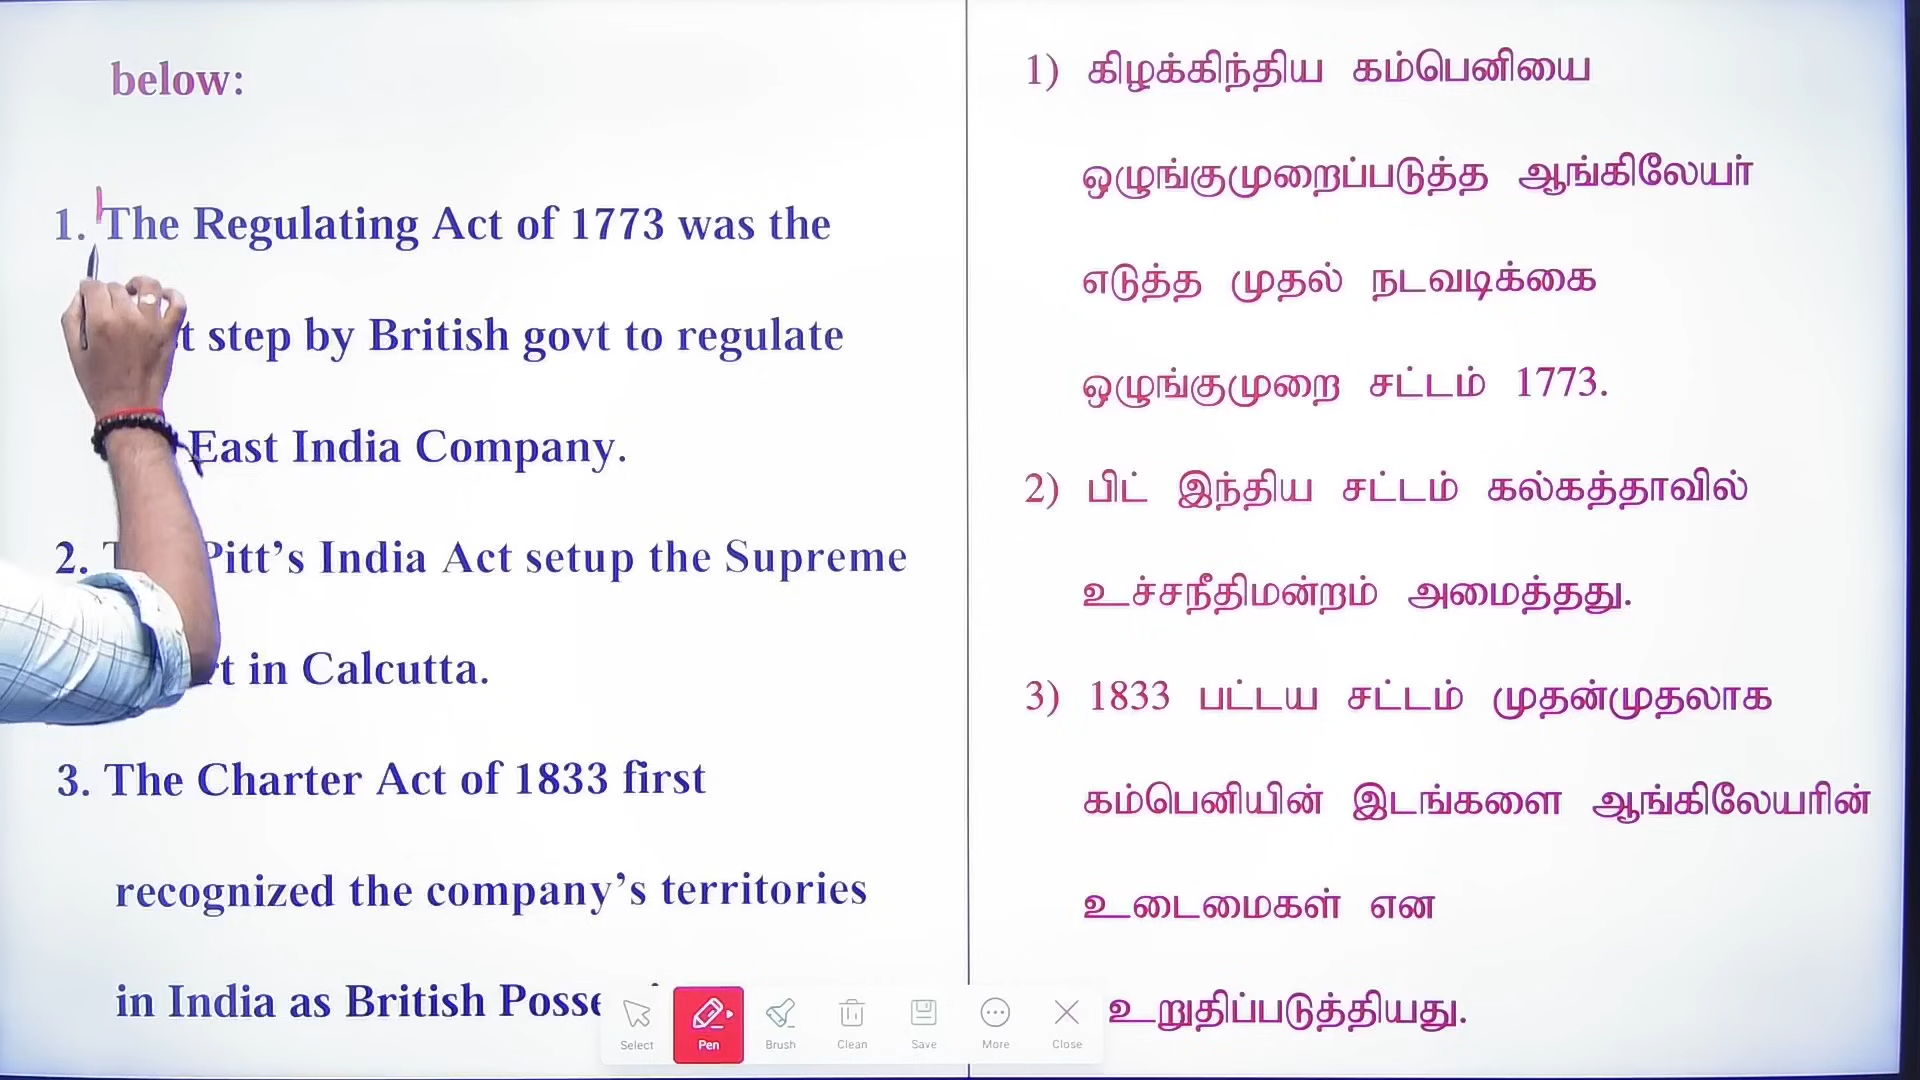 below:
1. The Regulating Act of 1773 was the
step by British govt to regulate
East India Company.
2. Pitt's India Act setup the Supreme
in Calcutta.
3. The Charter Act of 1833 first
recognized the company's territories
in India as British
1) கிழக்கிந்திய கம்பெனியை
ஒழுங்குமுறைப்படுத்த ஆங்கிலேயர்
எடுத்த முதல் நடவடிக்கை
ஒழுங்குமுறை சட்டம் 1773.
2) பிட் இந்திய சட்டம் கல்கத்தாவில்
உச்சநீதிமன்றம் அமைத்தது.
3) 1833 பட்டய சட்டம் முதன்முதலாக
கம்பெனியின் இடங்களை ஆங்கிலேயரின்
உடைமைகள் என
உறுதிப்படுத்தியது.
Select Pen Brush Clean Save More Close